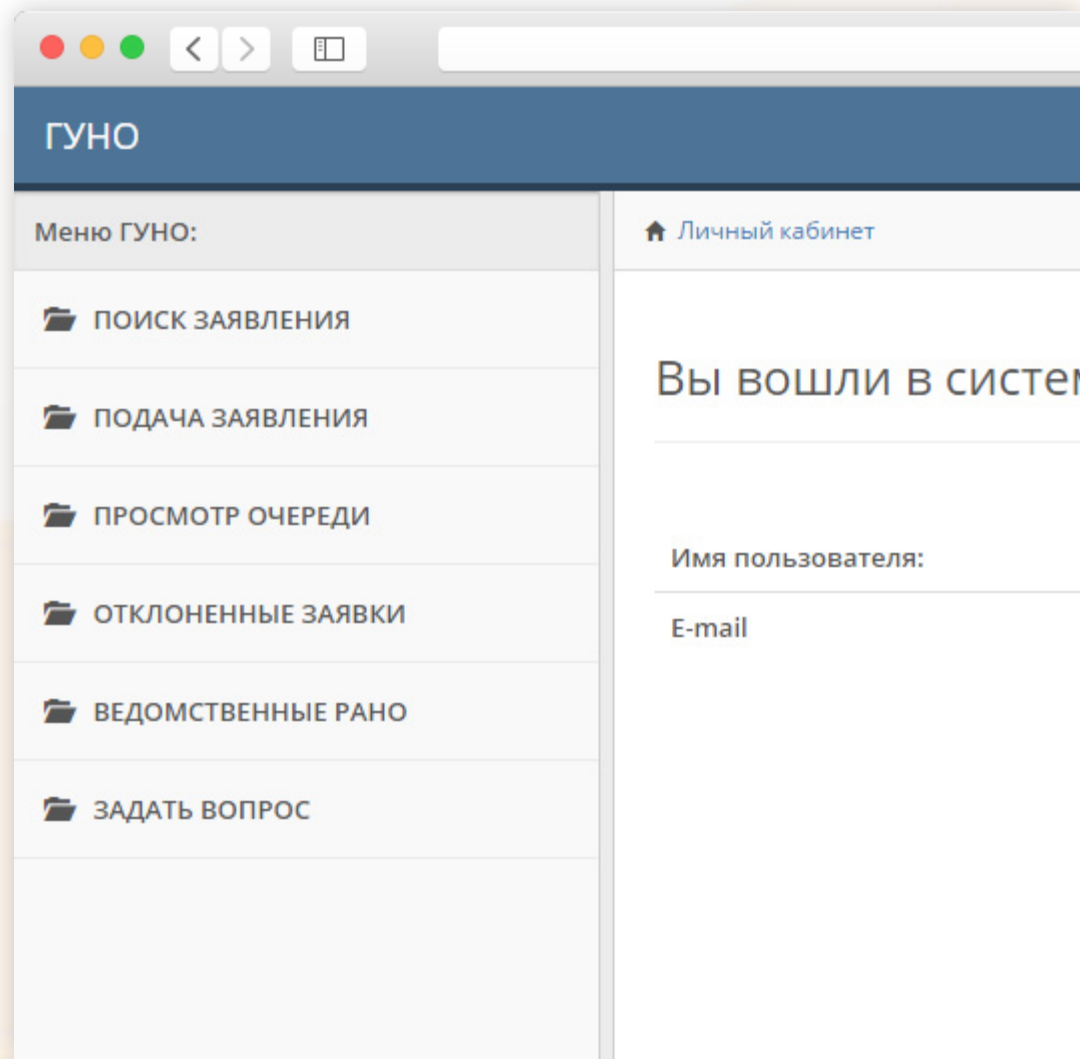 ГУНО
Меню ГУНО:
ПОИСК ЗАЯВЛЕНИЯ
ПОДАЧА ЗАЯВЛЕНИЯ
ПРОСМОТР ОЧЕРЕДИ
ОТКЛОНЕННЫЕ ЗАЯВКИ
ВЕДОМСТВЕННЫЕ РАНО
ЗАДАТЬ ВОПРОС
Личный кабинет
Вы вошли в
Имя пользователя:
E-mail